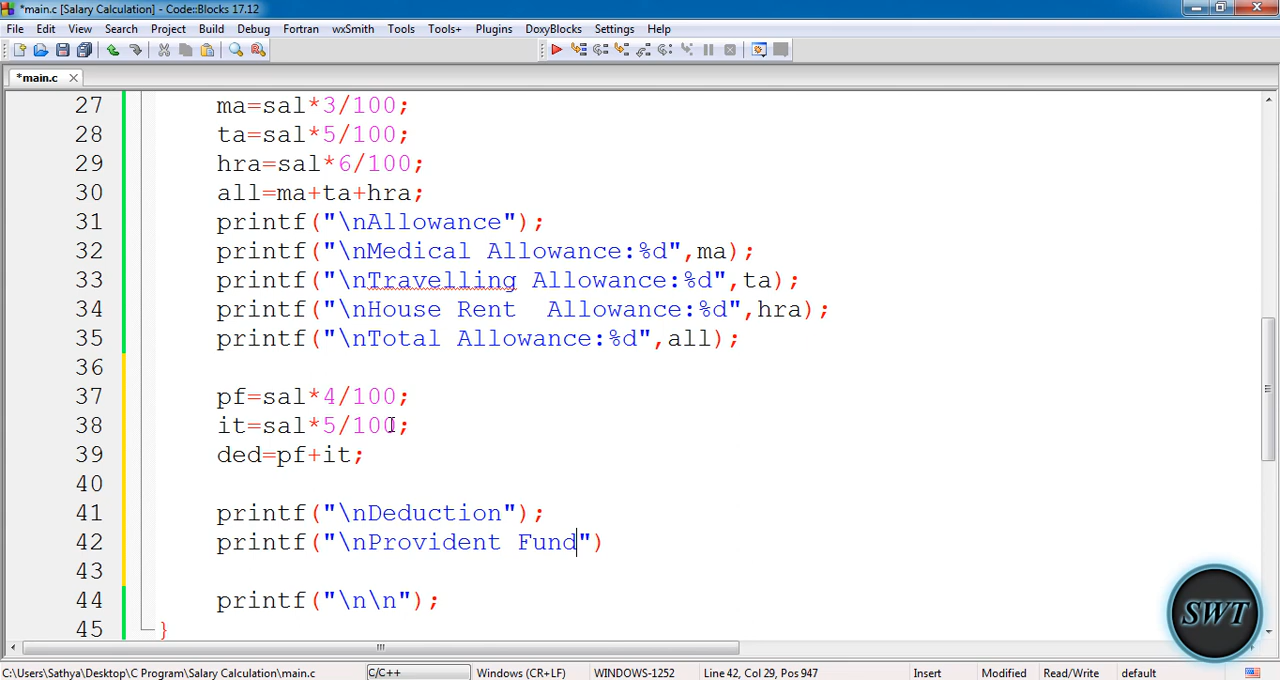 *main.c [Salary Calculation] - Code::Blocks 17.12
File Edit View Search Project Build Debug Fortran wxSmith Tools Tools+ Plugins DoxyBlocks Settings Help
*main.c
27 ma=sal*3/100;
28 ta=sal*5/100;
29 hra=sal*6/100;
30 all=ma+ta+hra;
31 printf("\nAllowance");
32 printf("\nMedical Allowance:%d",ma);
33 printf("\nTravelling Allowance:%d",ta);
34 printf("\nHouse Rent  Allowance:%d",hra);
35 printf("\nTotal Allowance:%d",all);
36
37 pf=sal*4/100;
38 it=sal*5/100;
39 ded=pf+it;
40
41 printf("\nDeduction");
42 printf("\nProvident Fund")
43
44 printf("\n\n");
45 }
SWT
C:\Users\Sathya\Desktop\C Program\Salary Calculation\main.c C/C++ Windows (CR+LF) WINDOWS-1252 Line 42, Col 29, Pos 947 Insert Modified Read/Write default